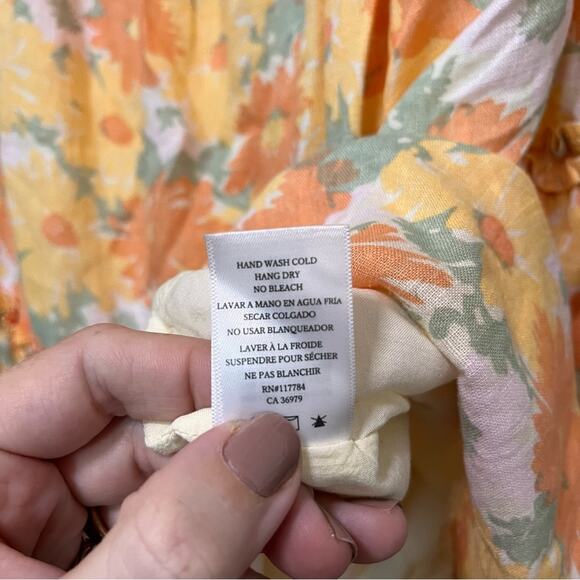 HAND WASH COLD
HANG DRY
NO BLEACH
LAVAR A MANO EN AGUA FRÍA
SECAR COLGADO
NO USAR BLANQUEADOR
LAVER À LA FROIDE
SUSPENDRE POUR SÉCHER
NE PAS BLANCHIR
RN#117784
CA 36979